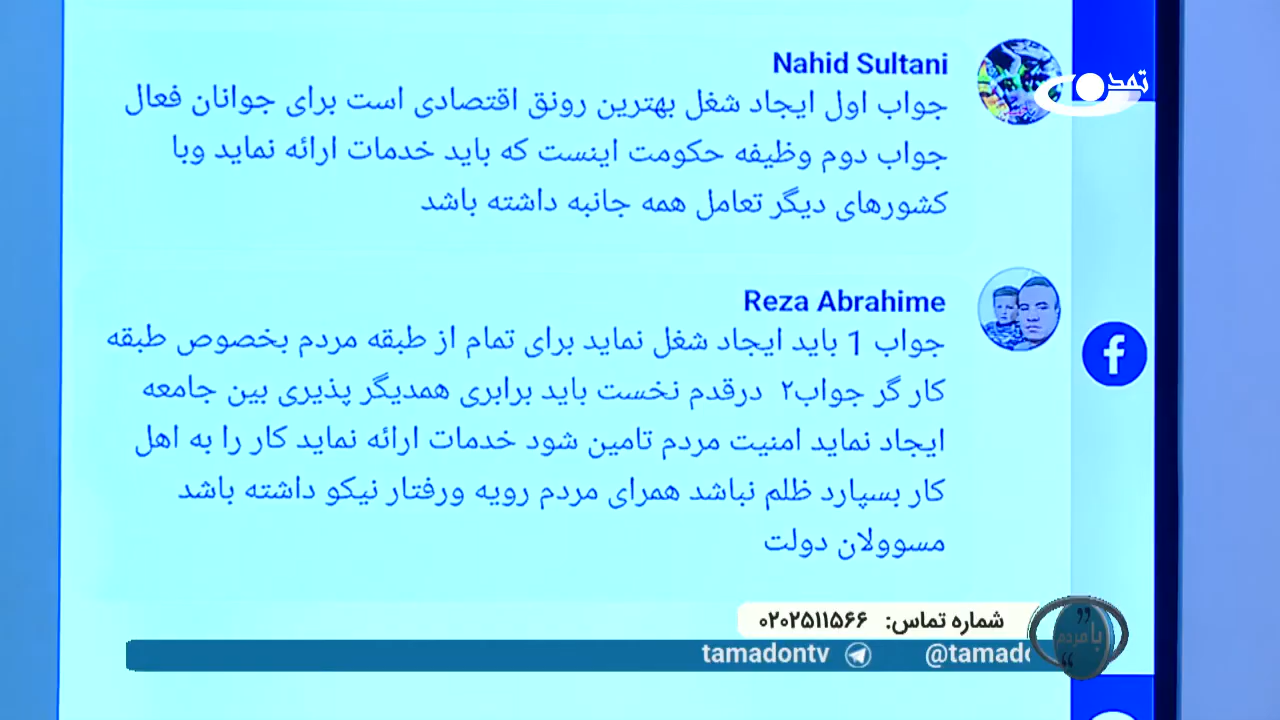 Nahid Sultani
جواب اول ایجاد شغل بهترین رونق اقتصادی است برای جوانان فعال
جواب دوم وظیفه حکومت اینست که باید خدمات ارائه نماید وبا
کشورهای دیگر تعامل همه جانبه داشته باشد
تمدن
Reza Abrahime
جواب 1 باید ایجاد شغل نماید برای تمام از طبقه مردم بخصوص طبقه
کار گر جواب۲ درقدم نخست باید برابری همدیگر پذیری بین جامعه
ایجاد نماید امنیت مردم تامین شود خدمات ارائه نماید کار را به اهل
کار بسپارد ظلم نباشد همرای مردم رویه ورفتار نیکو داشته باشد
مسوولان دولت
شماره تماس: ۰۲۰۲۵۱۱۵۶۶
با مردم
tamadontv @tamado